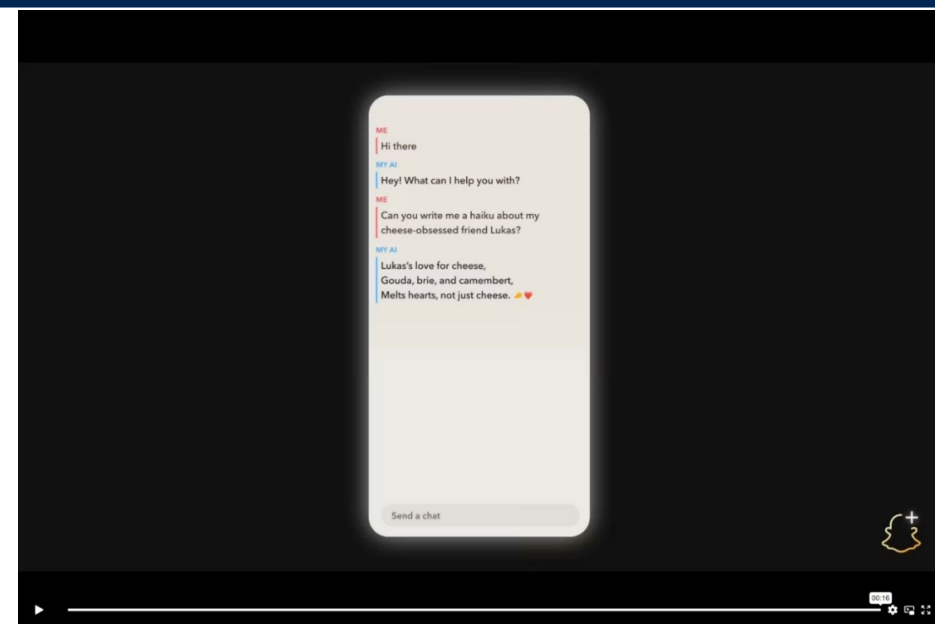 ME
Hi there
MY AI
Hey! What can I help you with?
ME
Can you write me a haiku about my
cheese-obsessed friend Lukas?
MY AI
Lukas's love for cheese,
Gouda, brie, and camembert,
Melts hearts, not just cheese. 🧀❤️
Send a chat
00:16